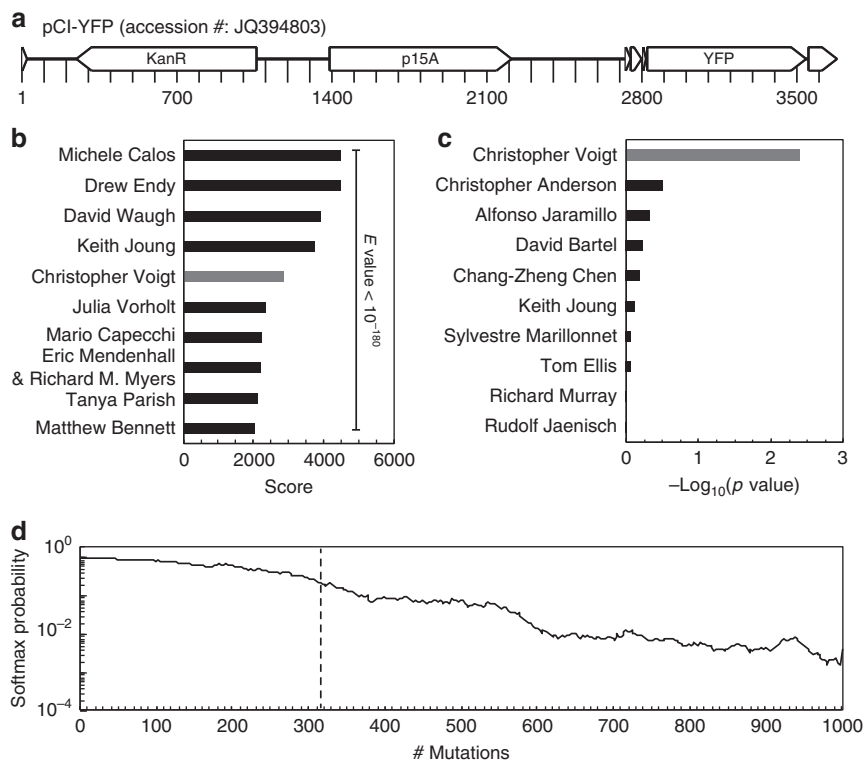 a pCI-YFP (accession #: JQ394803)
KanR p15A YFP
1 700 1400 2100 2800 3500
b
Michele Calos
Drew Endy
David Waugh
Keith Joung
Christopher Voigt
Julia Vorholt
Mario Capecchi
Eric Mendenhall
& Richard M. Myers
Tanya Parish
Matthew Bennett
E value < 10⁻¹⁸⁰
0 2000 4000 6000
Score
c
Christopher Voigt
Christopher Anderson
Alfonso Jaramillo
David Bartel
Chang-Zheng Chen
Keith Joung
Sylvestre Marillonnet
Tom Ellis
Richard Murray
Rudolf Jaenisch
0 1 2 3
–Log₁₀(p value)
d
Softmax probability
10⁰
10⁻²
10⁻⁴
0 100 200 300 400 500 600 700 800 900 1000
# Mutations